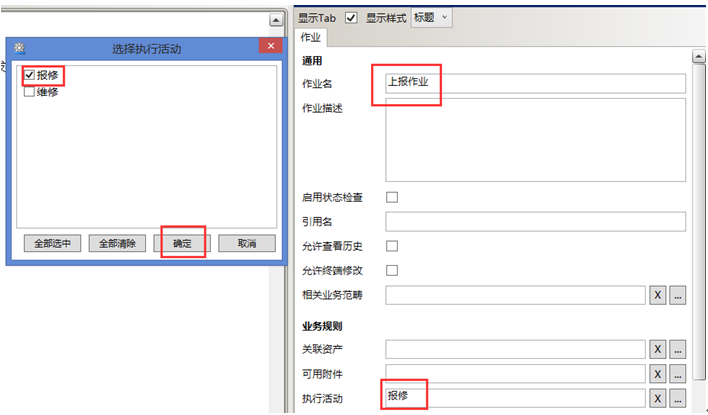 选择执行活动
报修
维修
全部选中 全部清除 确定 取消
显示Tab 显示样式 标题
作业
通用
作业名 上报作业
作业描述
启用状态检查
引用名
允许查看历史
允许终端修改
相关业务范畴 X ...
业务规则
关联资产 X ...
可用附件 X ...
执行活动 报修 X ...